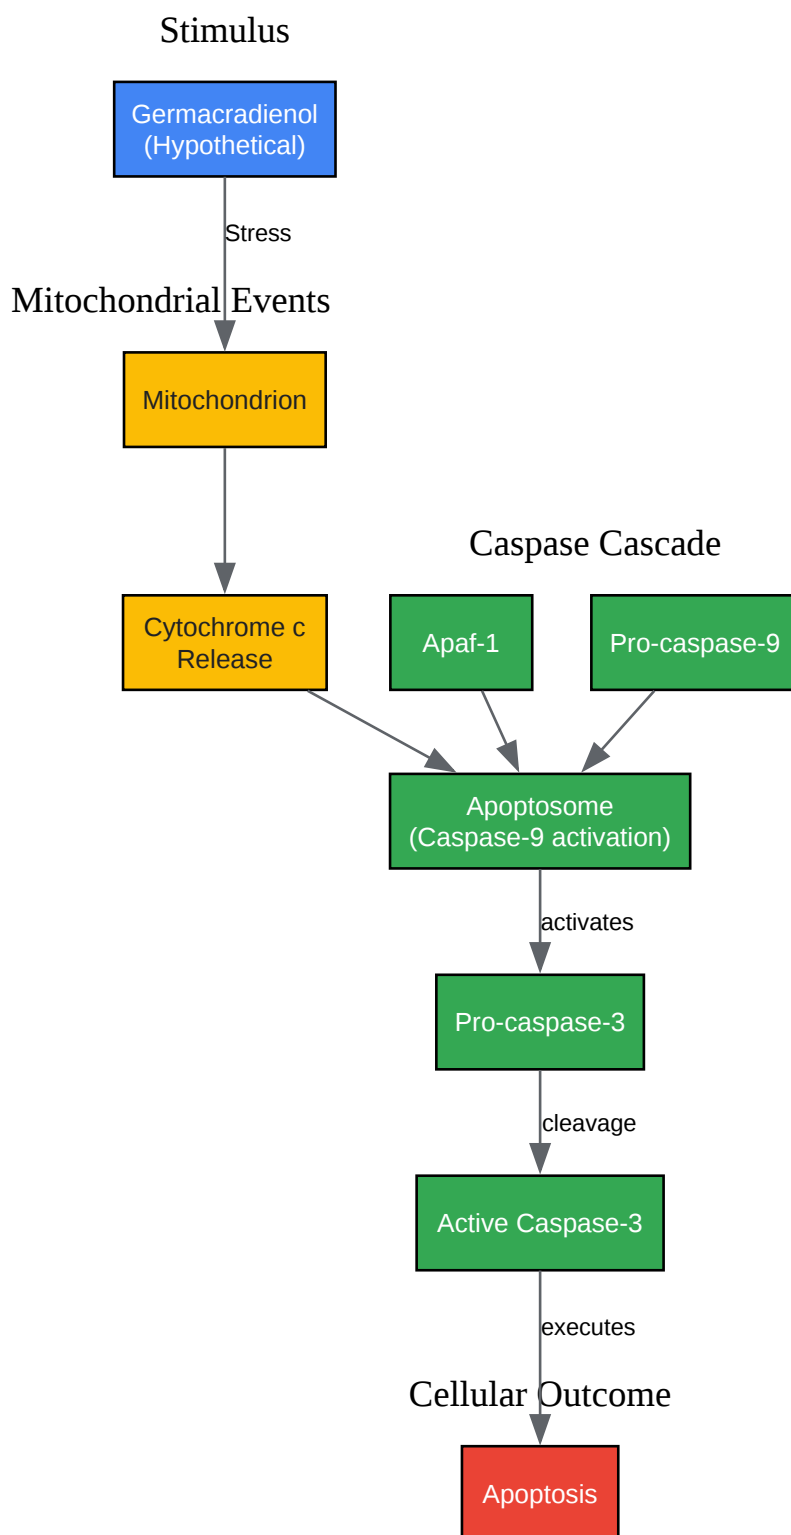 Stimulus
Germacradienol
(Hypothetical)
Stress
Mitochondrial Events
Mitochondrion
Caspase Cascade
Cytochrome c
Release
Apaf-1
Pro-caspase-9
Apoptosome
(Caspase-9 activation)
activates
Pro-caspase-3
cleavage
Active Caspase-3
executes
Cellular Outcome
Apoptosis